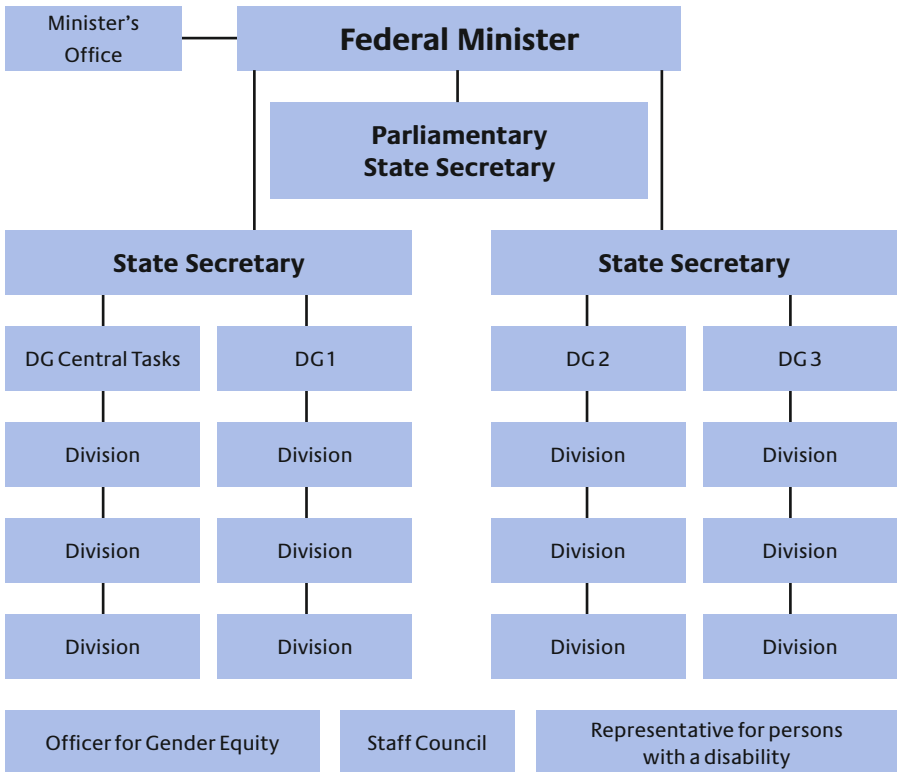 Minister's
Office
Federal Minister
Parliamentary
State Secretary
State Secretary
State Secretary
DG Central Tasks
DG 1
DG 2
DG 3
Division
Division
Division
Division
Division
Division
Division
Division
Division
Division
Division
Division
Officer for Gender Equity
Staff Council
Representative for persons
with a disability